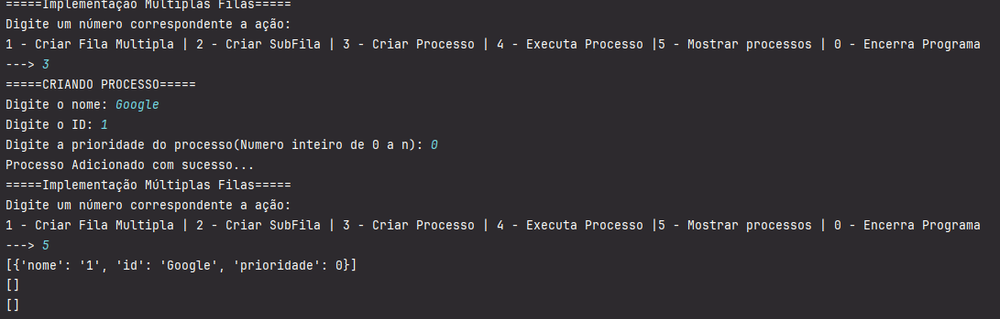 =====Implementação Múltiplas Filas=====
Digite um número correspondente a ação:
1 - Criar Fila Multipla | 2 - Criar SubFila | 3 - Criar Processo | 4 - Executa Processo |5 - Mostrar processos | 0 - Encerra Programa
---> 3
=====CRIANDO PROCESSO=====
Digite o nome: Google
Digite o ID: 1
Digite a prioridade do processo(Numero inteiro de 0 a n): 0
Processo Adicionado com sucesso...
=====Implementação Múltiplas Filas=====
Digite um número correspondente a ação:
1 - Criar Fila Multipla | 2 - Criar SubFila | 3 - Criar Processo | 4 - Executa Processo |5 - Mostrar processos | 0 - Encerra Programa
---> 5
[{'nome': '1', 'id': 'Google', 'prioridade': 0}]
[]
[]